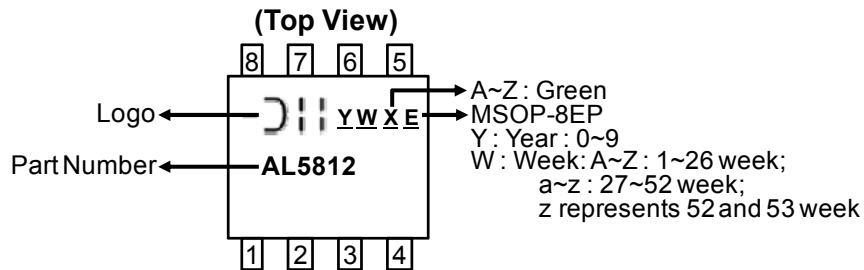 (Top View)
8 7 6 5
Logo
Y W X E
A~Z : Green
MSOP-8EP
Y : Year : 0~9
W : Week: A~Z : 1~26 week;
a~z : 27~52 week;
z represents 52 and 53 week
Part Number
AL5812
1 2 3 4